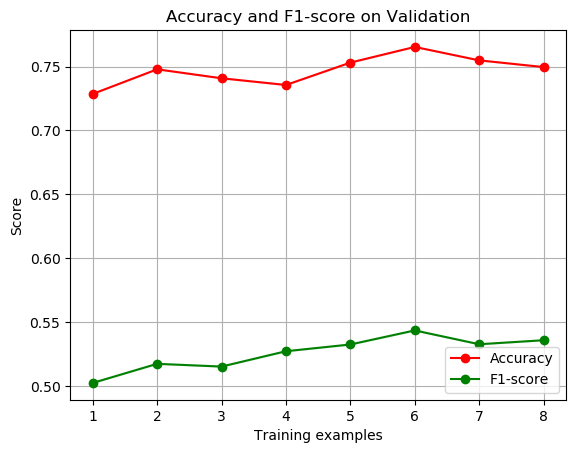 Accuracy and F1-score on Validation
Score
0.75
0.70
0.65
0.60
0.55
0.50
Accuracy
F1-score
1 2 3 4 5 6 7 8
Training examples